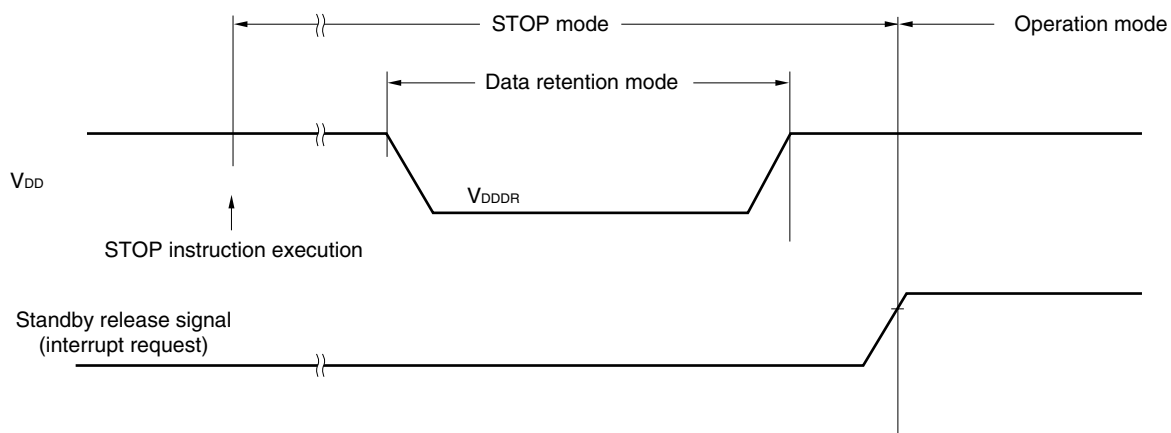 STOP mode
Operation mode
Data retention mode
VDD
VDDDR
STOP instruction execution
Standby release signal
(interrupt request)